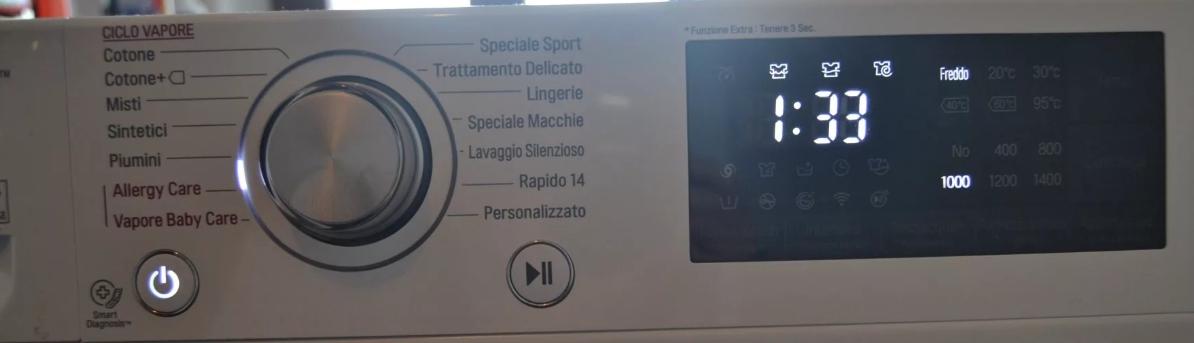 CICLO VAPORE
Cotone
Cotone+
Misti
Sintetici
Piumini
Allergy Care
Vapore Baby Care
Speciale Sport
Trattamento Delicato
Lingerie
Speciale Macchie
Lavaggio Silenzioso
Rapido 14
Personalizzato
Smart
Diagnosis™
* Funzione Extra : Tenere 3 Sec.
1:33
Freddo 20°C 30°C
40°C 60°C 95°C
No 400 800
1000 1200 1400